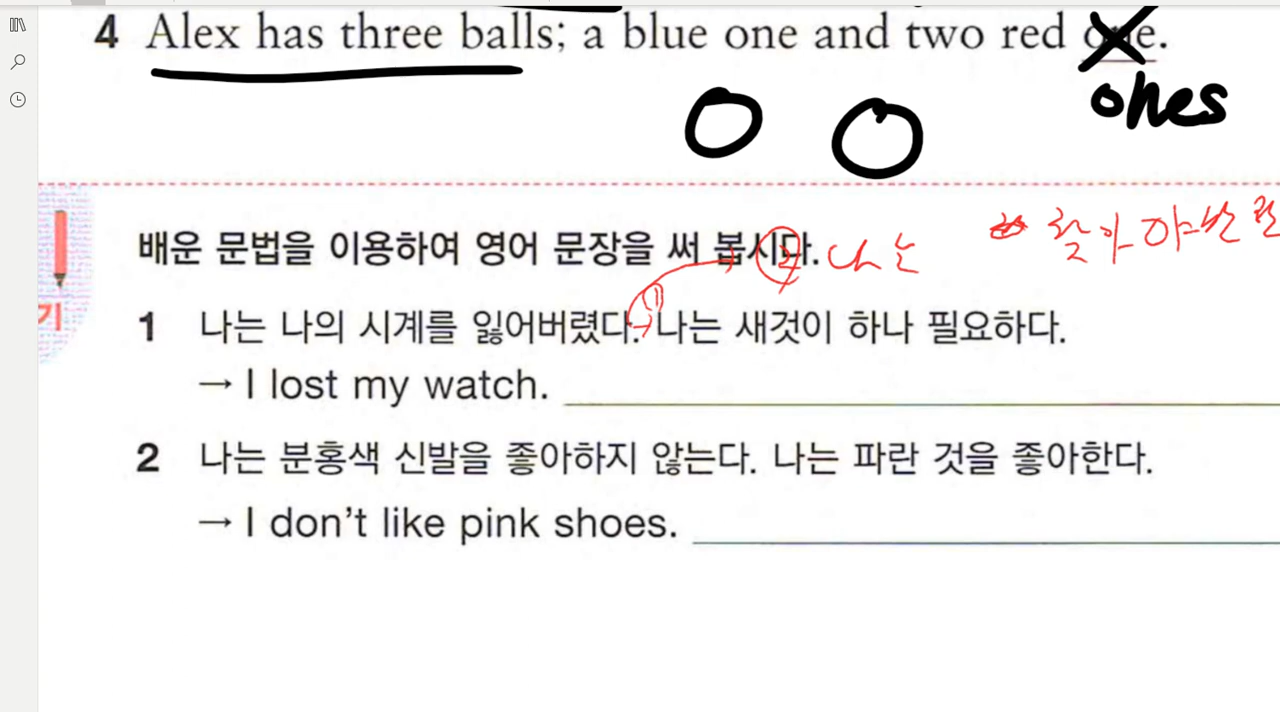 4 Alex has three balls; a blue one and two red one.
ones
배운 문법을 이용하여 영어 문장을 써 봅시다. 나는
기
1 나는 나의 시계를 잃어버렸다. 나는 새것이 하나 필요하다.
→ I lost my watch.
2 나는 분홍색 신발을 좋아하지 않는다. 나는 파란 것을 좋아한다.
→ I don't like pink shoes.